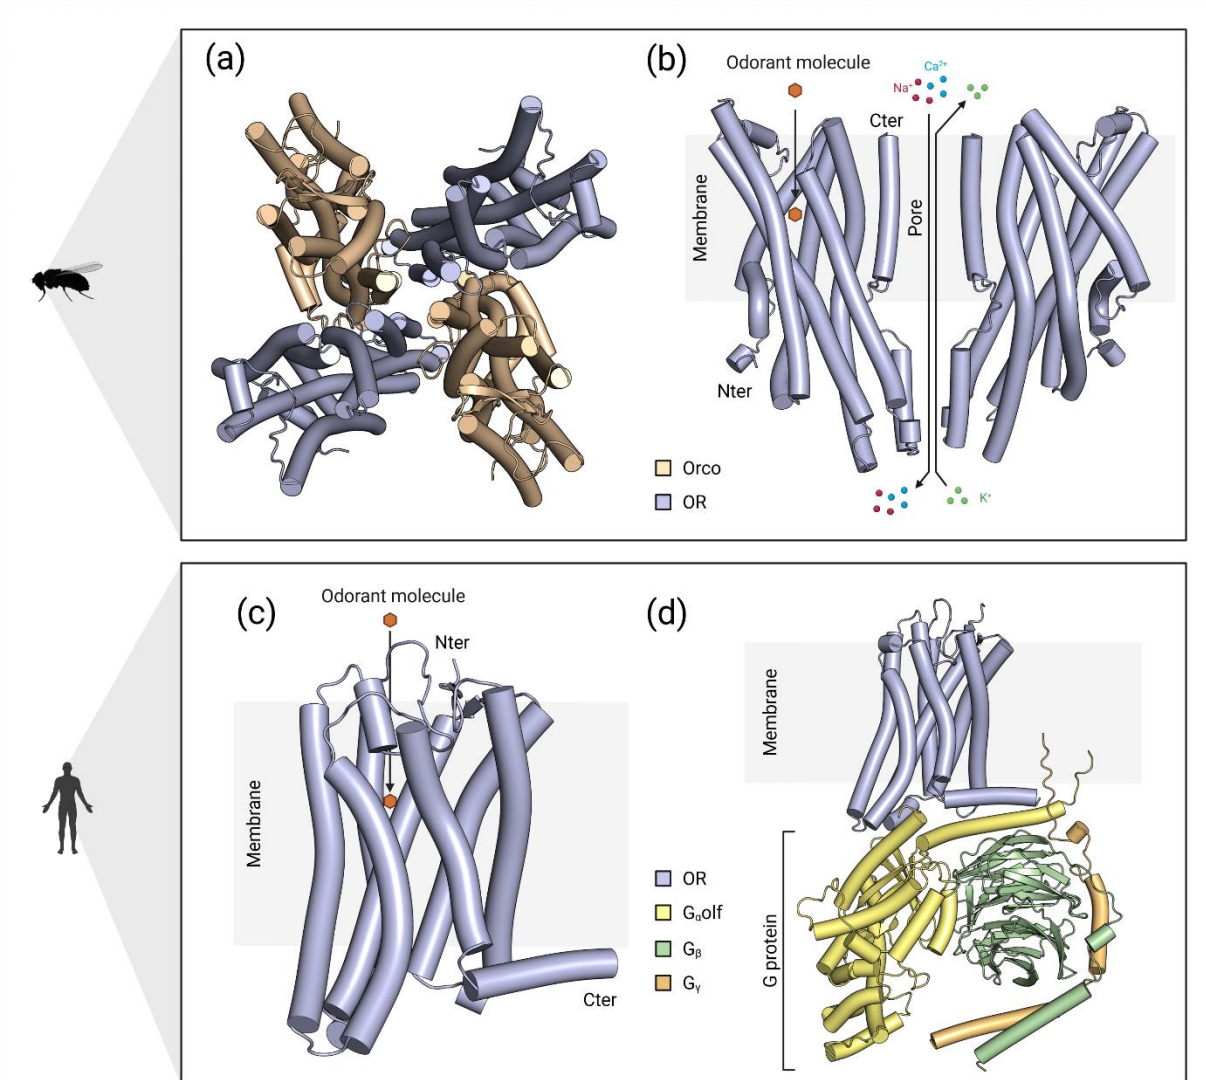 (a)
Orco
OR
(b)
Odorant molecule
Ca²⁺
Na⁺
Cter
Membrane
Pore
Nter
K⁺
(c)
Odorant molecule
Nter
Membrane
Cter
OR
Gₐolf
Gᵦ
Gᵧ
(d)
Membrane
G protein